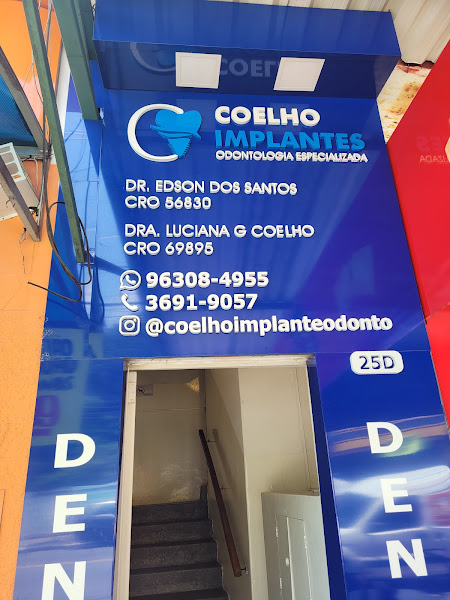 COELHO
IMPLANTES
ODONTOLOGIA ESPECIALIZADA
DR. EDSON DOS SANTOS
CRO 56830
DRA. LUCIANA G COELHO
CRO 69895
96308-4955
3691-9057
@coelhoimplanteodonto
25D
DEN
DEN